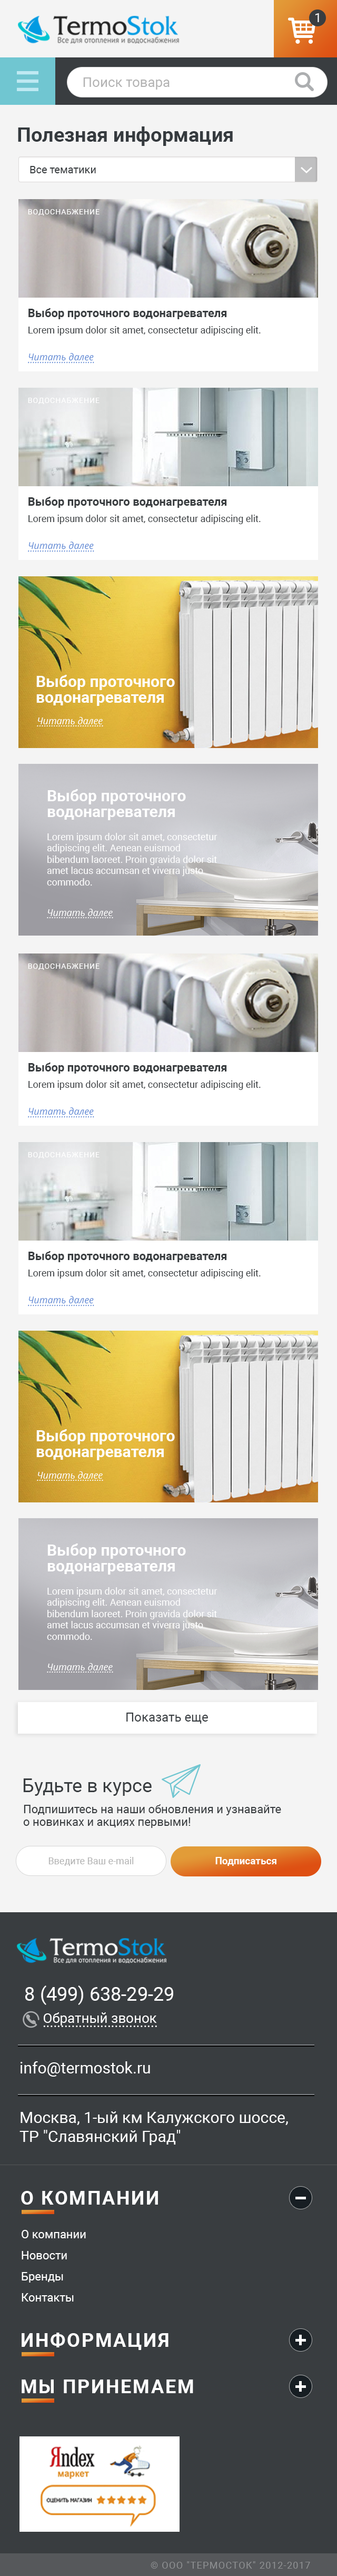 TermoStok
Все для отопления и водоснабжения
1
Поиск товара
Полезная информация
Все тематики
ВОДОСНАБЖЕНИЕ
Выбор проточного водонагревателя
Lorem ipsum dolor sit amet, consectetur adipiscing elit.
Читать далее
ВОДОСНАБЖЕНИЕ
Выбор проточного водонагревателя
Lorem ipsum dolor sit amet, consectetur adipiscing elit.
Читать далее
Выбор проточного
водонагревателя
Читать далее
Выбор проточного
водонагревателя
Lorem ipsum dolor sit amet, consectetur
adipiscing elit. Aenean euismod
bibendum laoreet. Proin gravida dolor sit
amet lacus accumsan et viverra justo
commodo.
Читать далее
ВОДОСНАБЖЕНИЕ
Выбор проточного водонагревателя
Lorem ipsum dolor sit amet, consectetur adipiscing elit.
Читать далее
ВОДОСНАБЖЕНИЕ
Выбор проточного водонагревателя
Lorem ipsum dolor sit amet, consectetur adipiscing elit.
Читать далее
Выбор проточного
водонагревателя
Читать далее
Выбор проточного
водонагревателя
Lorem ipsum dolor sit amet, consectetur
adipiscing elit. Aenean euismod
bibendum laoreet. Proin gravida dolor sit
amet lacus accumsan et viverra justo
commodo.
Читать далее
Показать еще
Будьте в курсе
Подпишитесь на наши обновления и узнавайте
о новинках и акциях первыми!
Введите Ваш e-mail
Подписаться
TermoStok
Все для отопления и водоснабжения
8 (499) 638-29-29
Обратный звонок
info@termostok.ru
Москва, 1-ый км Калужского шоссе,
ТР "Славянский Град"
О КОМПАНИИ
О компании
Новости
Бренды
Контакты
ИНФОРМАЦИЯ
МЫ ПРИНЕМАЕМ
Яndex
маркет
ОЦЕНИТЬ МАГАЗИН
© ООО "ТЕРМОСТОК" 2012-2017